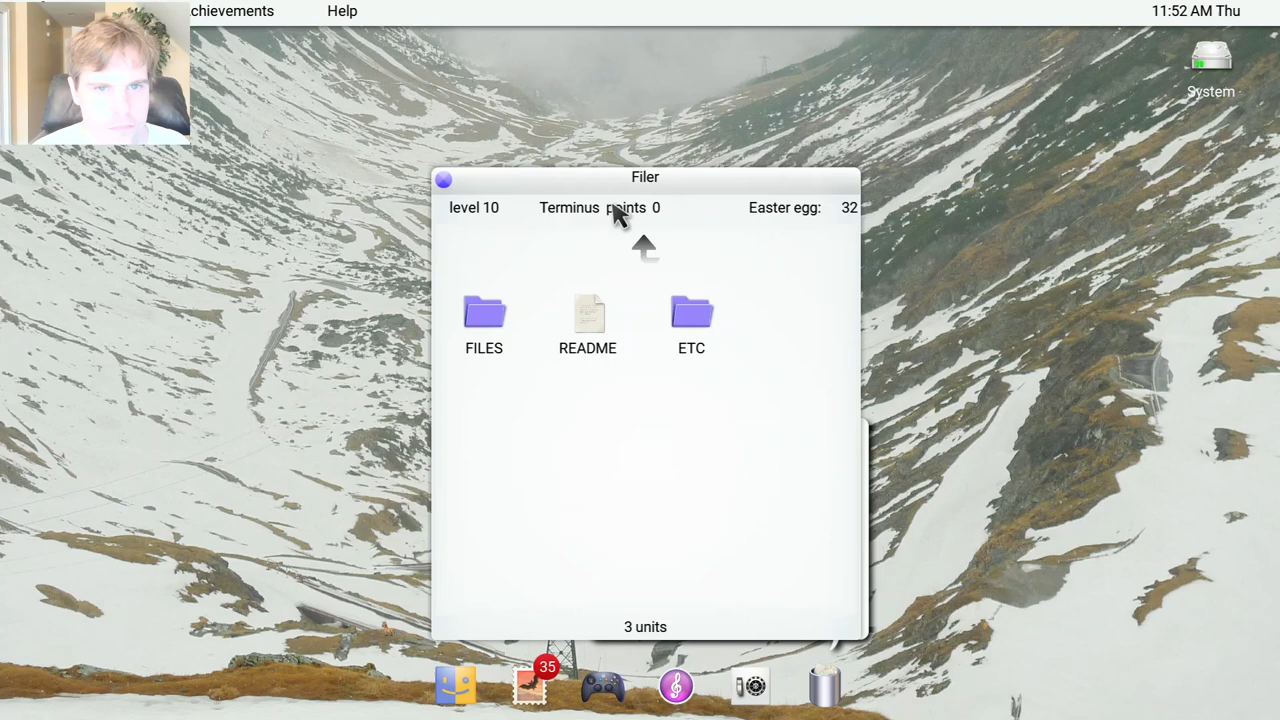 chievements Help 11:52 AM Thu
System
Filer
level 10 Terminus points 0 Easter egg: 32
FILES README ETC
3 units
35